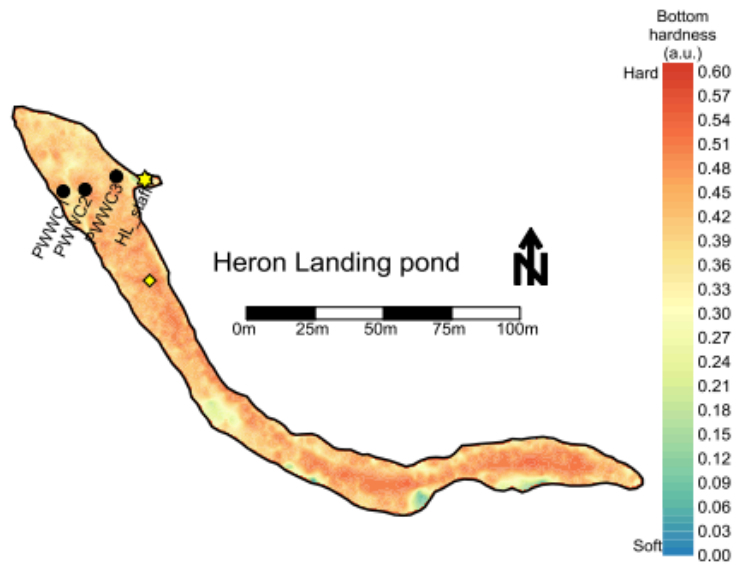 Bottom
hardness
(a.u.)
Hard
0.60
0.57
0.54
0.51
0.48
0.45
0.42
0.39
0.36
0.33
0.30
0.27
0.24
0.21
0.18
0.15
0.12
0.09
0.06
0.03
0.00
Soft
PWWC1
PWWC2
PWWC3
HL_staff
Heron Landing pond
N
0m 25m 50m 75m 100m